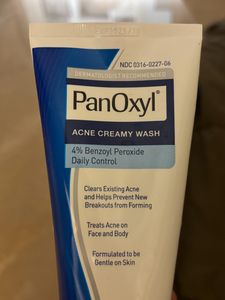 NDC 0316-0227-06
DERMATOLOGIST RECOMMENDED
PanOxyl®
ACNE CREAMY WASH
4% Benzoyl Peroxide
Daily Control
Clears Existing Acne
and Helps Prevent New
Breakouts from Forming
Treats Acne on
Face and Body
Formulated to be
Gentle on Skin